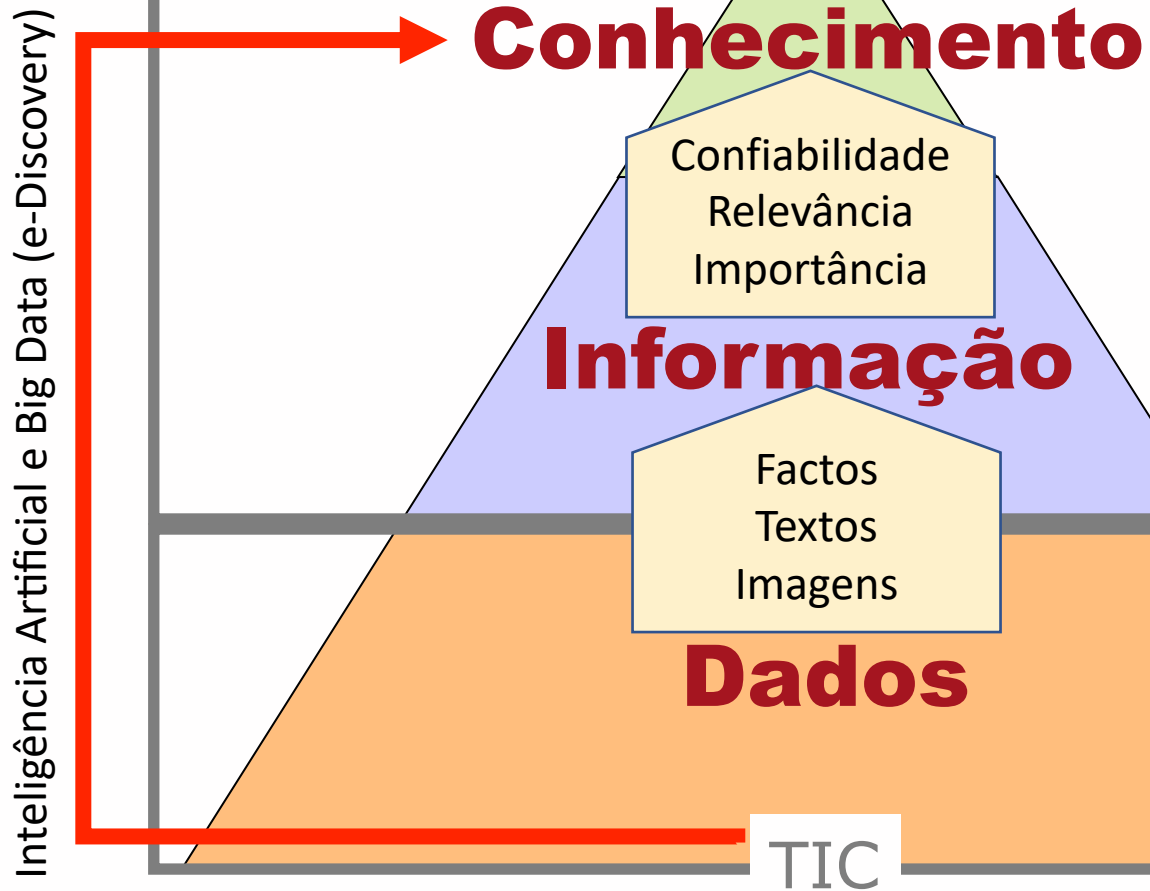 Conhecimento
Confiabilidade
Relevância
Importância
Informação
Factos
Textos
Imagens
Dados
TIC
Inteligência Artificial e Big Data (e-Discovery)